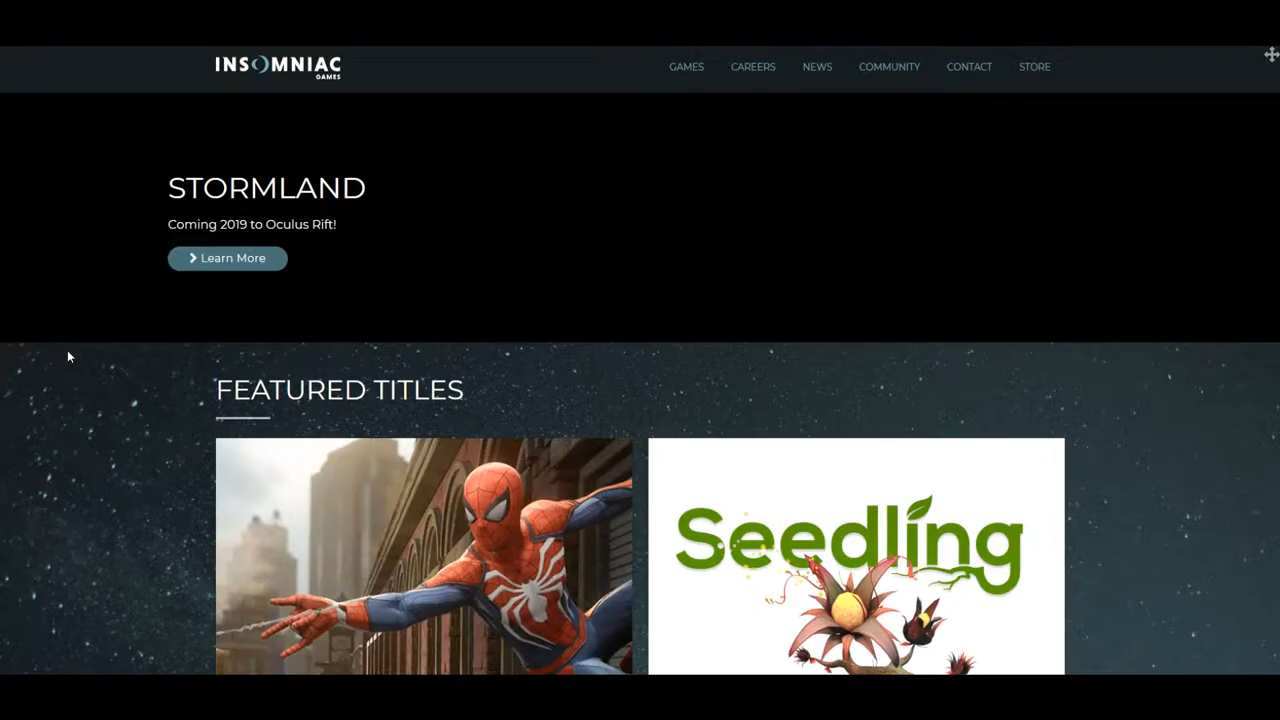 INSOMNIAC
GAMES
GAMES CAREERS NEWS COMMUNITY CONTACT STORE
STORMLAND
Coming 2019 to Oculus Rift!
Learn More
FEATURED TITLES
Seedling